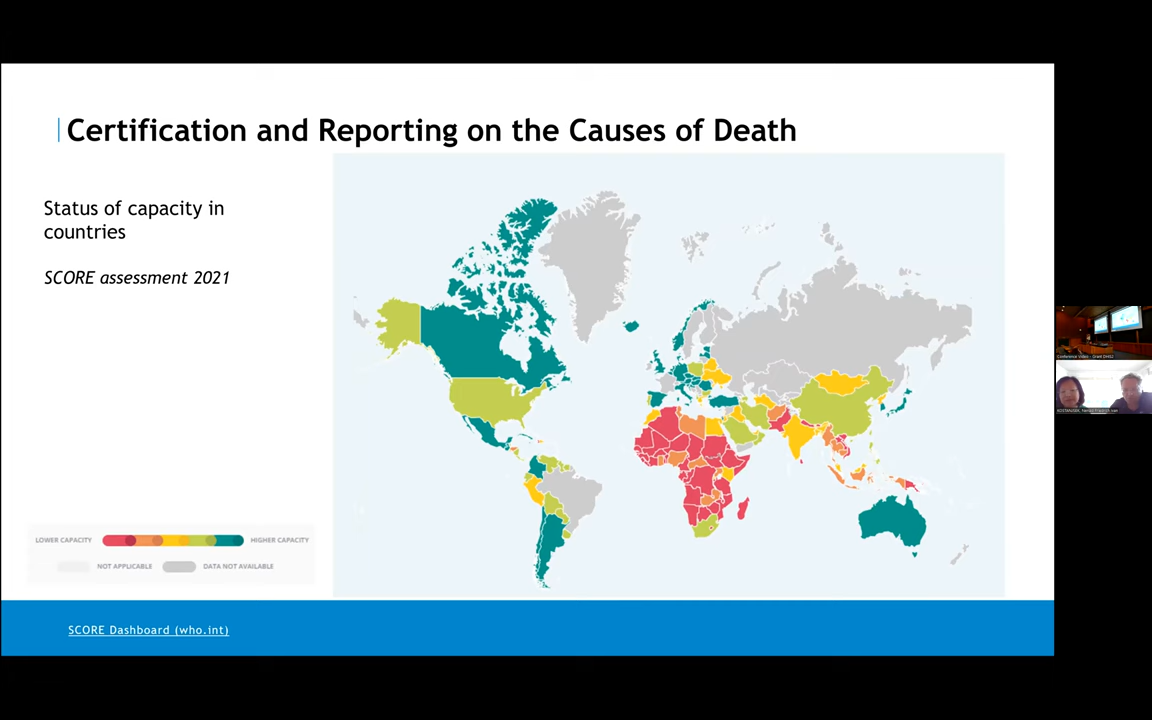 Certification and Reporting on the Causes of Death
Status of capacity in
countries
SCORE assessment 2021
LOWER CAPACITY
HIGHER CAPACITY
NOT APPLICABLE
DATA NOT AVAILABLE
SCORE Dashboard (who.int)